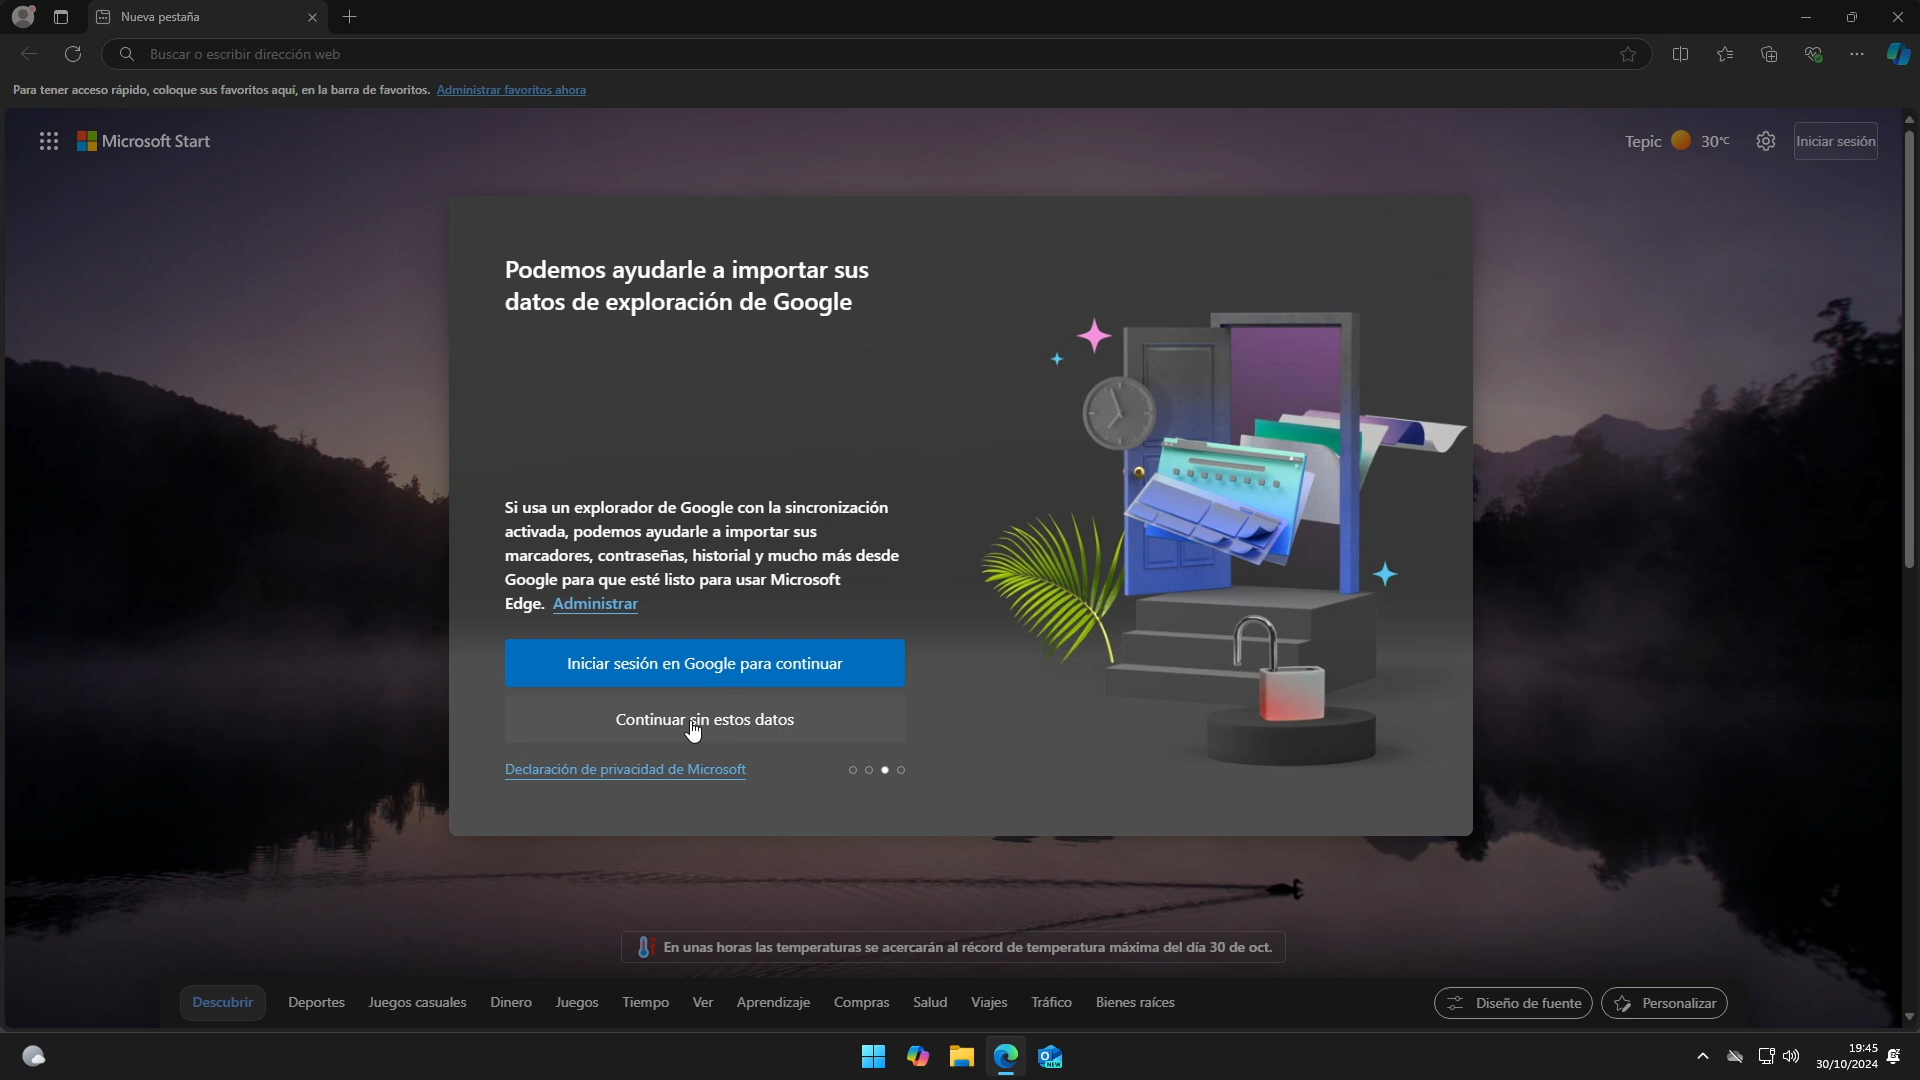 Nueva pestaña
Buscar o escribir dirección web
Para tener acceso rápido, coloque sus favoritos aquí, en la barra de favoritos. Administrar favoritos ahora
Microsoft Start
Tepic 30°C Iniciar sesión
Podemos ayudarle a importar sus
datos de exploración de Google
Si usa un explorador de Google con la sincronización
activada, podemos ayudarle a importar sus
marcadores, contraseñas, historial y mucho más desde
Google para que esté listo para usar Microsoft
Edge. Administrar
Iniciar sesión en Google para continuar
Continuar sin estos datos
Declaración de privacidad de Microsoft
En unas horas las temperaturas se acercarán al récord de temperatura máxima del día 30 de oct.
Descubrir Deportes Juegos casuales Dinero Juegos Tiempo Ver Aprendizaje Compras Salud Viajes Tráfico Bienes raíces Diseño de fuente Personalizar
NEW
19:45
30/10/2024